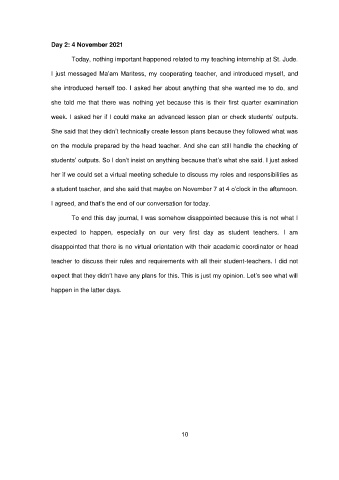 Day 2: 4 November 2021
Today, nothing important happened related to my teaching internship at St. Jude.
I just messaged Ma'am Maritess, my cooperating teacher, and introduced myself, and
she introduced herself too. I asked her about anything that she wanted me to do, and
she told me that there was nothing yet because this is their first quarter examination
week. I asked her if I could make an advanced lesson plan or check students' outputs.
She said that they didn't technically create lesson plans because they followed what was
on the module prepared by the head teacher. And she can still handle the checking of
students' outputs. So I don't insist on anything because that's what she said. I just asked
her if we could set a virtual meeting schedule to discuss my roles and responsibilities as
a student teacher, and she said that maybe on November 7 at 4 o'clock in the afternoon.
I agreed, and that's the end of our conversation for today.
To end this day journal, I was somehow disappointed because this is not what I
expected to happen, especially on our very first day as student teachers. I am
disappointed that there is no virtual orientation with their academic coordinator or head
teacher to discuss their rules and requirements with all their student-teachers. I did not
expect that they didn't have any plans for this. This is just my opinion. Let's see what will
happen in the latter days.
10